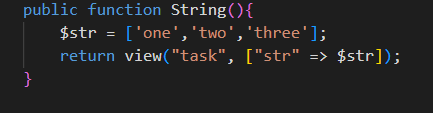 public function String(){
    $str = ['one','two','three'];
    return view("task", ["str" => $str]);
}